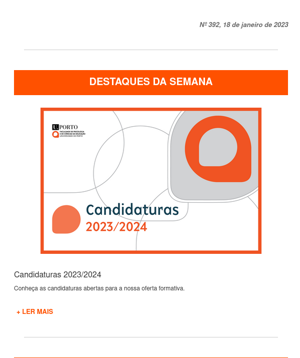 Nº 392, 18 de janeiro de 2023
DESTAQUES DA SEMANA
U.PORTO
Candidaturas
2023/2024
Candidaturas 2023/2024
Conheça as candidaturas abertas para a nossa oferta formativa.
+ LER MAIS